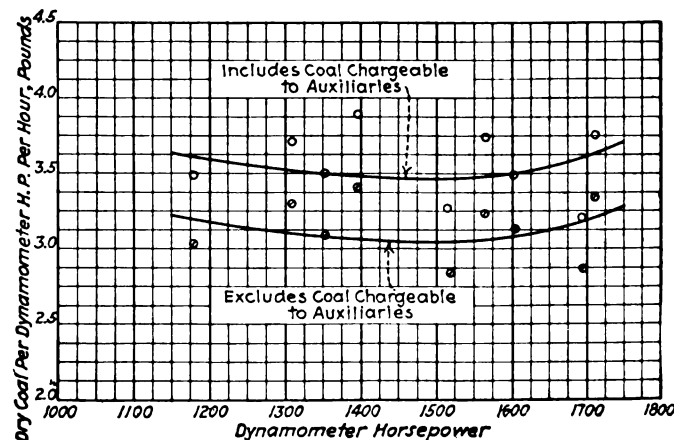 Dry Coal Per Dynamometer H.P. Per Hour, Pounds
4.5
4.0
3.5
3.0
2.5
2.0
Includes Coal Chargeable
to Auxiliaries
Excludes Coal Chargeable
to Auxiliaries
1000 1100 1200 1300 1400 1500 1600 1700 1800
Dynamometer Horsepower